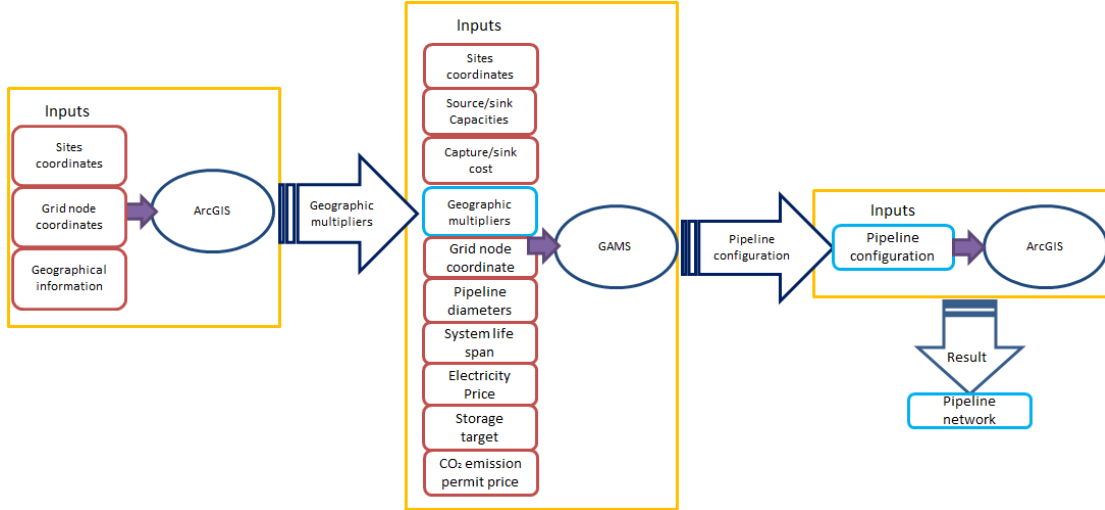 Inputs
Sites
coordinates
Grid node
coordinates
Geographical
information
ArcGIS
Geographic
multipliers
Inputs
Sites
coordinates
Source/sink
Capacities
Capture/sink
cost
Geographic
multipliers
Grid node
coordinate
Pipeline
diameters
System life
span
Electricity
Price
Storage
target
CO₂ emission
permit price
GAMS
Pipeline
configuration
Inputs
Pipeline
configuration
ArcGIS
Result
Pipeline
network